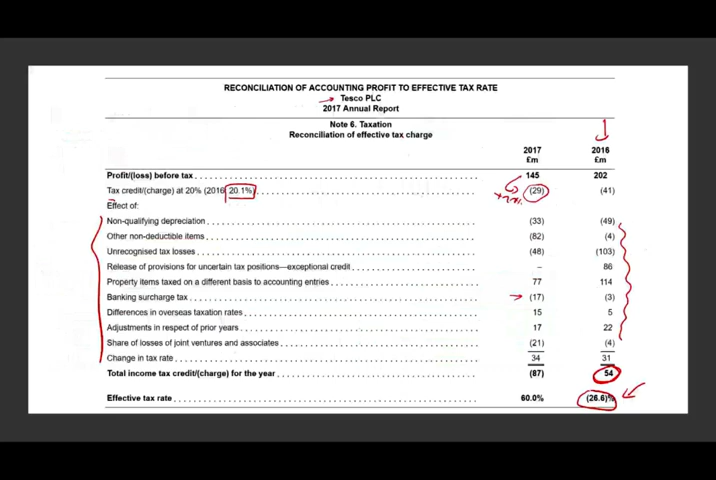 RECONCILIATION OF ACCOUNTING PROFIT TO EFFECTIVE TAX RATE
Tesco PLC
2017 Annual Report
Note 6. Taxation
Reconciliation of effective tax charge
2017 2016
£m £m
Profit/(loss) before tax 145 202
Tax credit/(charge) at 20% (2016 20.1%) (29) (41)
Effect of:
Non-qualifying depreciation (33) (49)
Other non-deductible items (82) (4)
Unrecognised tax losses (48) (103)
Release of provisions for uncertain tax positions—exceptional credit – 86
Property items taxed on a different basis to accounting entries 77 114
Banking surcharge tax (17) (3)
Differences in overseas taxation rates 15 5
Adjustments in respect of prior years 17 22
Share of losses of joint ventures and associates (21) (4)
Change in tax rate 34 31
Total income tax credit/(charge) for the year (87) 54
Effective tax rate 60.0% (26.6)%